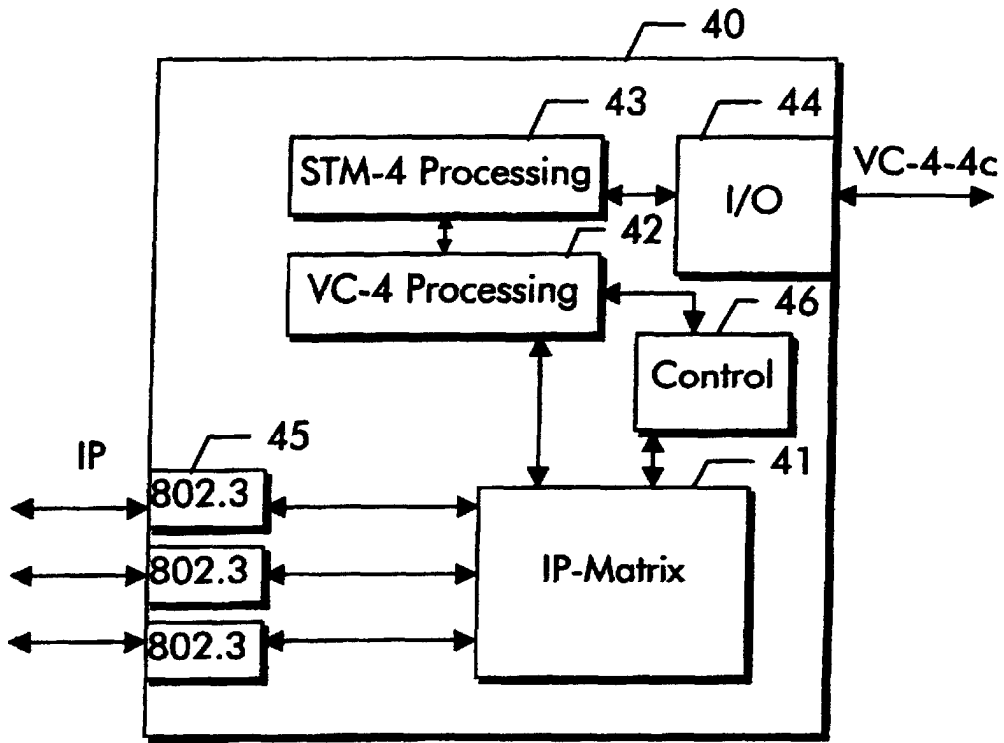 40
43
44
STM-4 Processing
I/O
VC-4-4c
42
VC-4 Processing
46
Control
IP
45
41
802.3
IP-Matrix
802.3
802.3